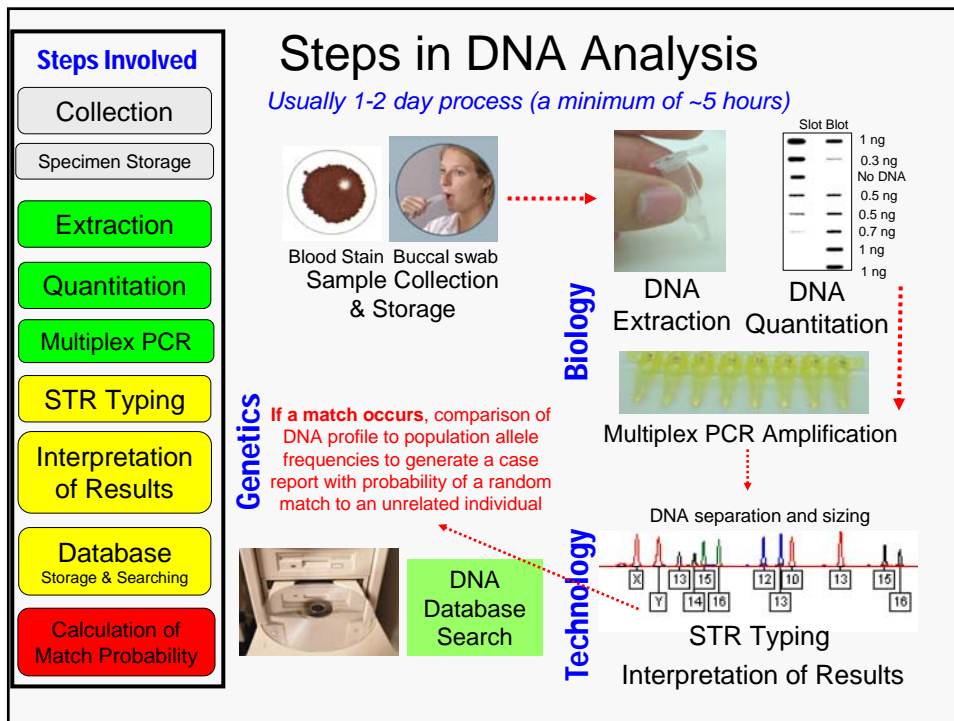 Steps Involved
Collection
Specimen Storage
Extraction
Quantitation
Multiplex PCR
STR Typing
Interpretation
of Results
Database
Storage & Searching
Calculation of
Match Probability
Steps in DNA Analysis
Usually 1-2 day process (a minimum of ~5 hours)
Blood Stain Buccal swab
Sample Collection
& Storage
Biology
DNA
Extraction
Slot Blot
1 ng
0.3 ng
No DNA
0.5 ng
0.5 ng
0.7 ng
1 ng
1 ng
DNA
Quantitation
Multiplex PCR Amplification
Genetics
If a match occurs, comparison of
DNA profile to population allele
frequencies to generate a case
report with probability of a random
match to an unrelated individual
DNA
Database
Search
Technology
DNA separation and sizing
X 13 15 12 10 13 15
Y 14 16 13 16
STR Typing
Interpretation of Results